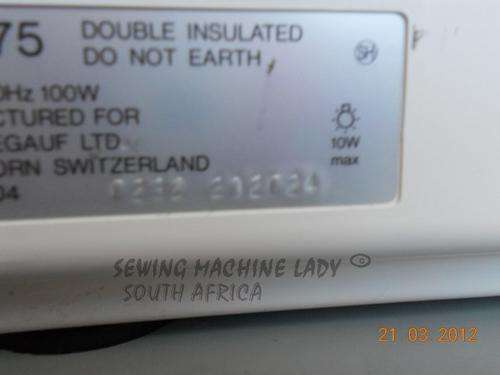 75 DOUBLE INSULATED
DO NOT EARTH
SH
0Hz 100W
CTURED FOR
EGAUF LTD
10W
ORN SWITZERLAND
max
04
SEWING MACHINE LADY ©
SOUTH AFRICA
21 03 2012